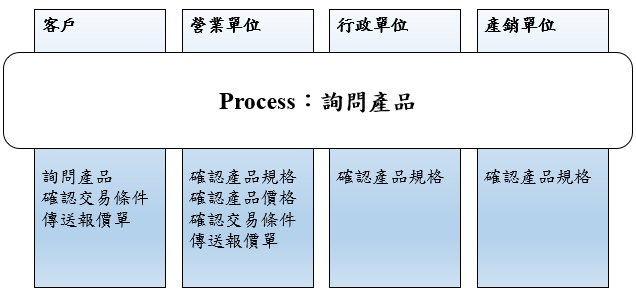 客戶
營業單位
行政單位
產銷單位
Process：詢問產品
詢問產品
確認交易條件
傳送報價單
確認產品規格
確認產品價格
確認交易條件
傳送報價單
確認產品規格
確認產品規格